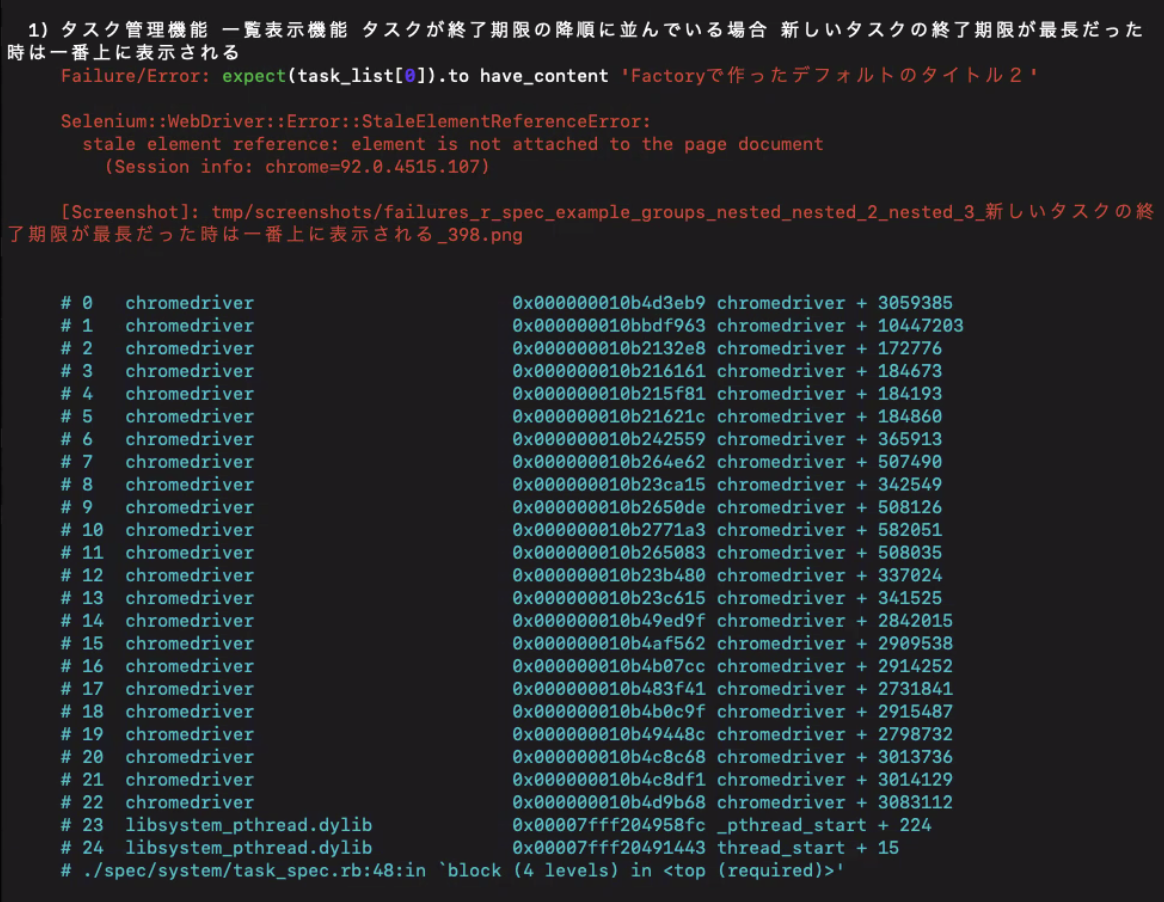 1) タスク管理機能 一覧表示機能 タスクが終了期限の降順に並んでいる場合 新しいタスクの終了期限が最長だった
時は一番上に表示される
Failure/Error: expect(task_list[0]).to have_content 'Factoryで作ったデフォルトのタイトル２'
Selenium::WebDriver::Error::StaleElementReferenceError:
stale element reference: element is not attached to the page document
(Session info: chrome=92.0.4515.107)
[Screenshot]: tmp/screenshots/failures_r_spec_example_groups_nested_nested_2_nested_3_新しいタスクの終
了期限が最長だった時は一番上に表示される_398.png
# 0 chromedriver 0x000000010b4d3eb9 chromedriver + 3059385
# 1 chromedriver 0x000000010bbdf963 chromedriver + 10447203
# 2 chromedriver 0x000000010b2132e8 chromedriver + 172776
# 3 chromedriver 0x000000010b216161 chromedriver + 184673
# 4 chromedriver 0x000000010b215f81 chromedriver + 184193
# 5 chromedriver 0x000000010b21621c chromedriver + 184860
# 6 chromedriver 0x000000010b242559 chromedriver + 365913
# 7 chromedriver 0x000000010b264e62 chromedriver + 507490
# 8 chromedriver 0x000000010b23ca15 chromedriver + 342549
# 9 chromedriver 0x000000010b2650de chromedriver + 508126
# 10 chromedriver 0x000000010b2771a3 chromedriver + 582051
# 11 chromedriver 0x000000010b265083 chromedriver + 508035
# 12 chromedriver 0x000000010b23b480 chromedriver + 337024
# 13 chromedriver 0x000000010b23c615 chromedriver + 341525
# 14 chromedriver 0x000000010b49ed9f chromedriver + 2842015
# 15 chromedriver 0x000000010b4af562 chromedriver + 2909538
# 16 chromedriver 0x000000010b4b07cc chromedriver + 2914252
# 17 chromedriver 0x000000010b483f41 chromedriver + 2731841
# 18 chromedriver 0x000000010b4b0c9f chromedriver + 2915487
# 19 chromedriver 0x000000010b49448c chromedriver + 2798732
# 20 chromedriver 0x000000010b4c8c68 chromedriver + 3013736
# 21 chromedriver 0x000000010b4c8df1 chromedriver + 3014129
# 22 chromedriver 0x000000010b4d9b68 chromedriver + 3083112
# 23 libsystem_pthread.dylib 0x00007fff204958fc _pthread_start + 224
# 24 libsystem_pthread.dylib 0x00007fff20491443 thread_start + 15
# ./spec/system/task_spec.rb:48:in `block (4 levels) in <top (required)>'